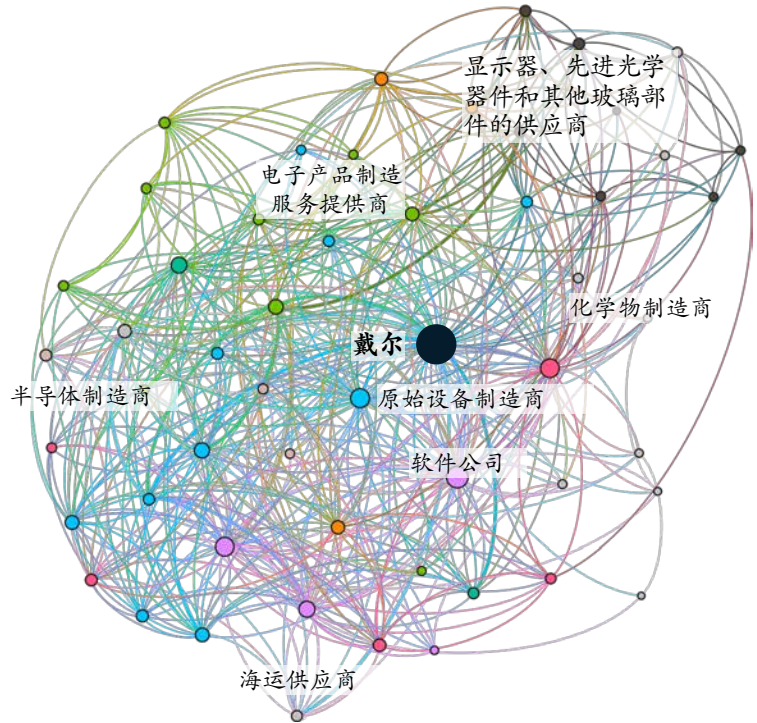 显示器、先进光学
器件和其他玻璃部
件的供应商
电子产品制造
服务提供商
化学物制造商
戴尔
半导体制造商
原始设备制造商
软件公司
海运供应商